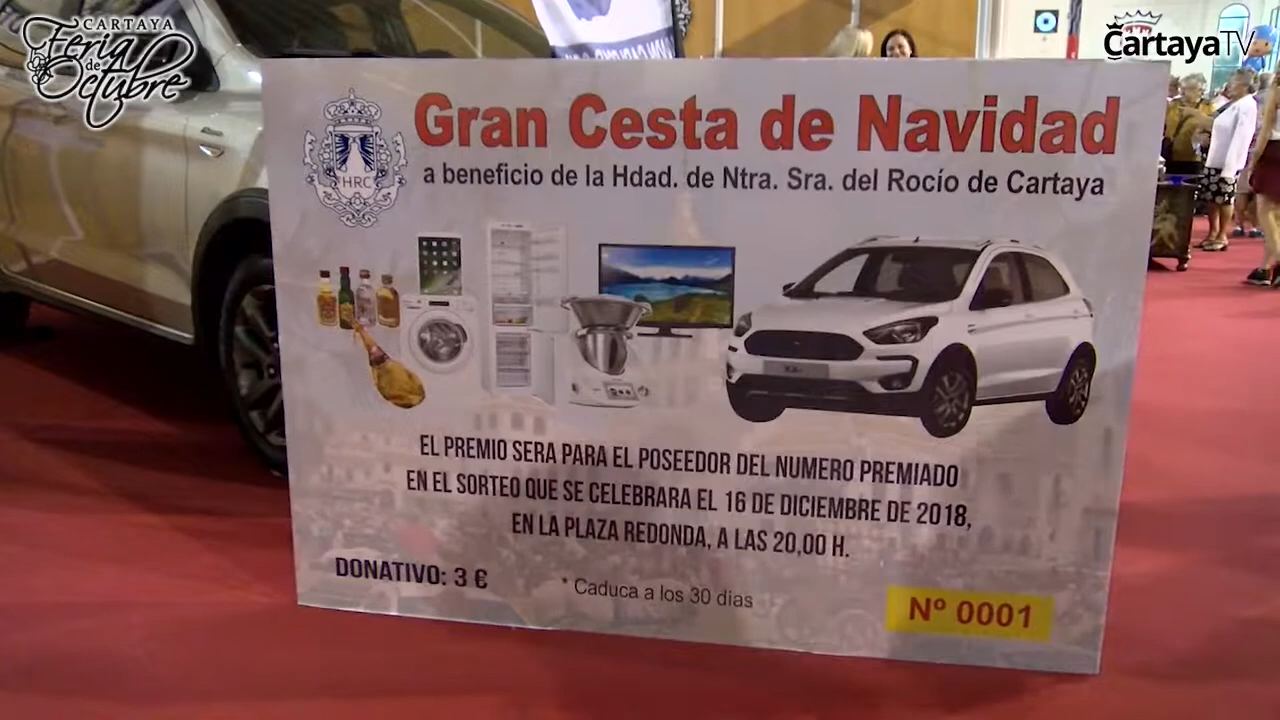 CARTAYA
Feria
de
Octubre
CartayaTV
Gran Cesta de Navidad
a beneficio de la Hdad. de Ntra. Sra. del Rocío de Cartaya
HRC
KA+
EL PREMIO SERA PARA EL POSEEDOR DEL NUMERO PREMIADO
EN EL SORTEO QUE SE CELEBRARA EL 16 DE DICIEMBRE DE 2018,
EN LA PLAZA REDONDA, A LAS 20,00 H.
DONATIVO: 3 €
* Caduca a los 30 días
Nº 0001